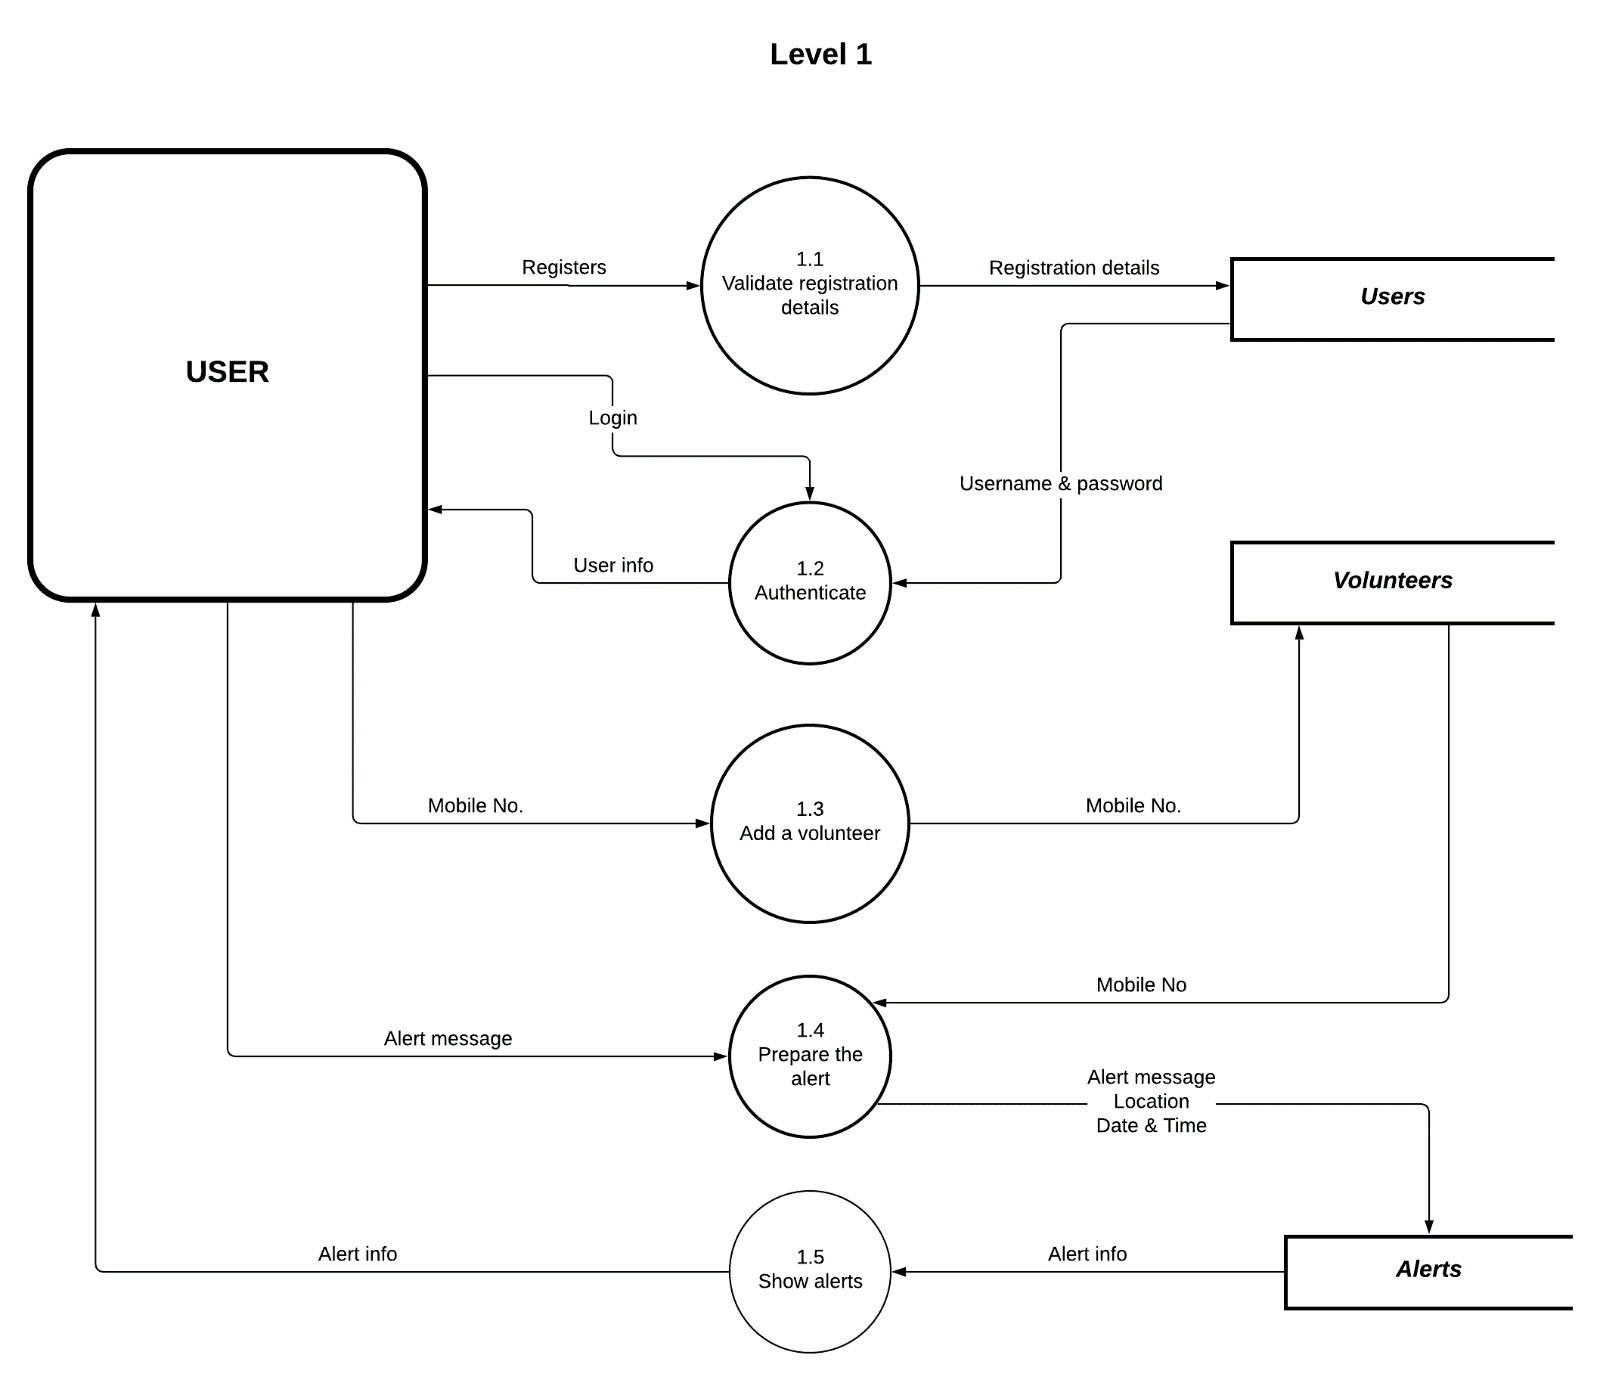 Level 1
USER
Registers
1.1
Validate registration
details
Registration details
Users
Login
Username & password
User info
1.2
Authenticate
Volunteers
Mobile No.
1.3
Add a volunteer
Mobile No.
Mobile No
Alert message
1.4
Prepare the
alert
Alert message
Location
Date & Time
Alert info
1.5
Show alerts
Alert info
Alerts